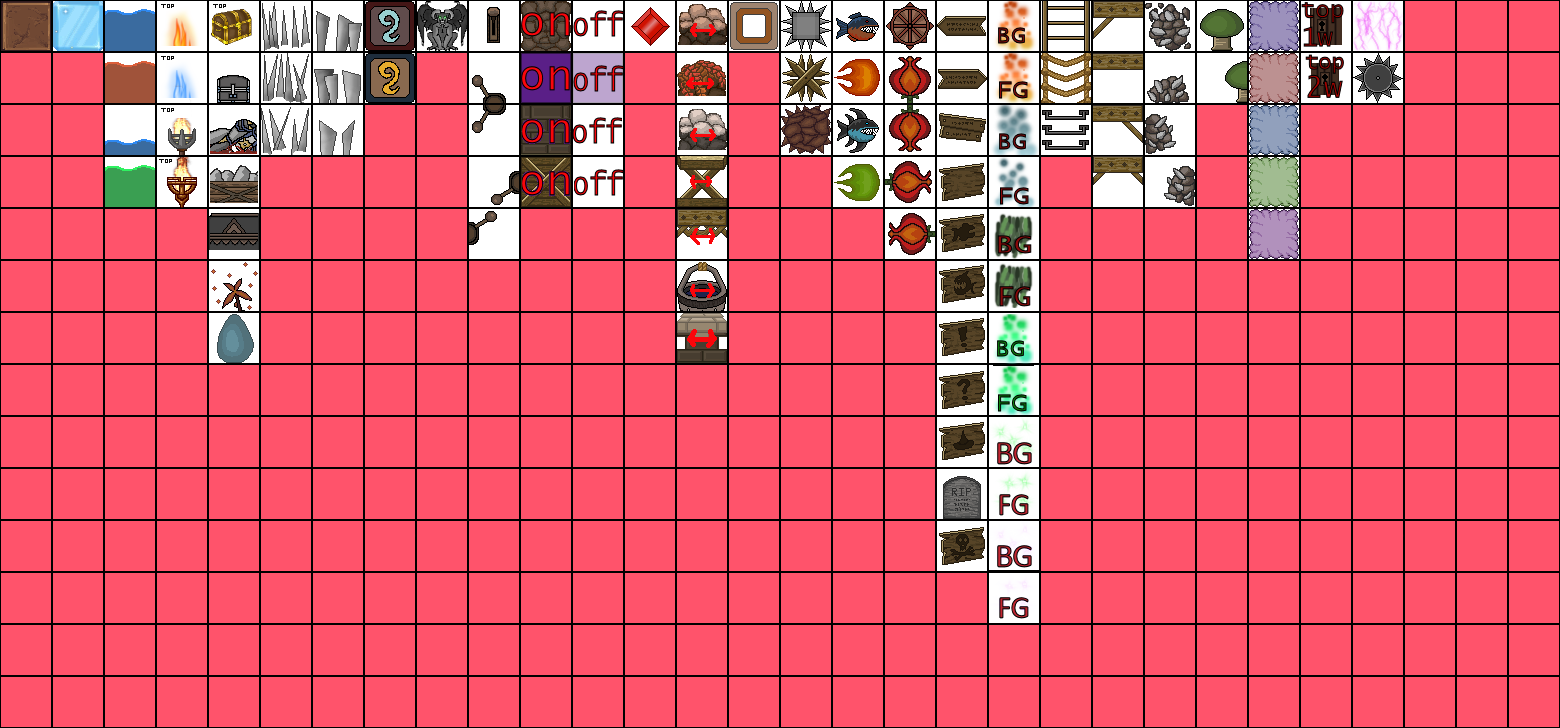 TOP TOP on off top 1w BG
TOP on off top 2w FG
TOP on off BG
TOP on off FG
BG
FG
! BG
? FG
BG
RIP FG
BG
FG